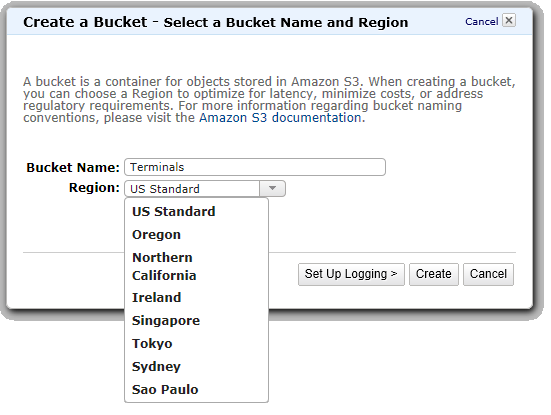 Create a Bucket - Select a Bucket Name and Region
Cancel
A bucket is a container for objects stored in Amazon S3. When creating a bucket,
you can choose a Region to optimize for latency, minimize costs, or address
regulatory requirements. For more information regarding bucket naming
conventions, please visit the Amazon S3 documentation.
Bucket Name: Terminals
Region: US Standard
US Standard
Oregon
Northern
California
Ireland
Singapore
Tokyo
Sydney
Sao Paulo
Set Up Logging > Create Cancel